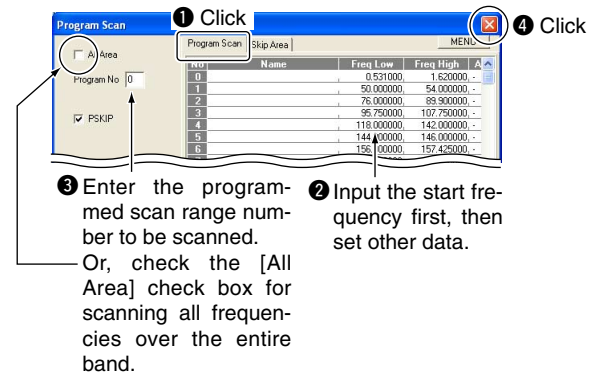 ❶ Click
Program Scan
❹ Click
Program Scan
Skip Area
MENU
All Area
No Name Freq Low Freq High A
0 0.531000, 1.620000, -
Program No 0
1 50.000000, 54.000000, -
2 76.000000, 89.900000, -
3 95.750000, 107.750000, -
PSKIP
4 118.000000, 142.000000, -
5 144.000000, 146.000000, -
6 156.100000, 157.425000, -
❸ Enter the program-
med scan range num-
ber to be scanned.
Or, check the [All
Area] check box for
scanning all frequen-
cies over the entire
band.
❷ Input the start fre-
quency first, then
set other data.